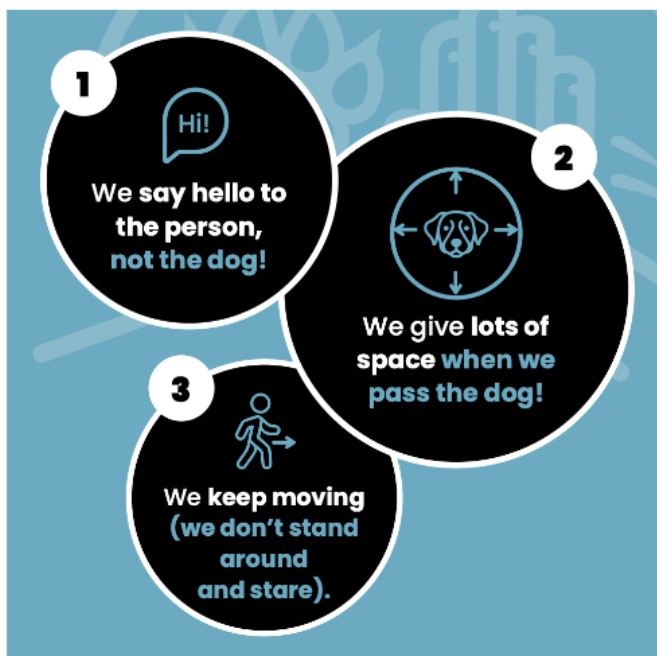 1
Hi!
We say hello to
the person,
not the dog!
2
We give lots of
space when we
pass the dog!
3
We keep moving
(we don’t stand
around
and stare).